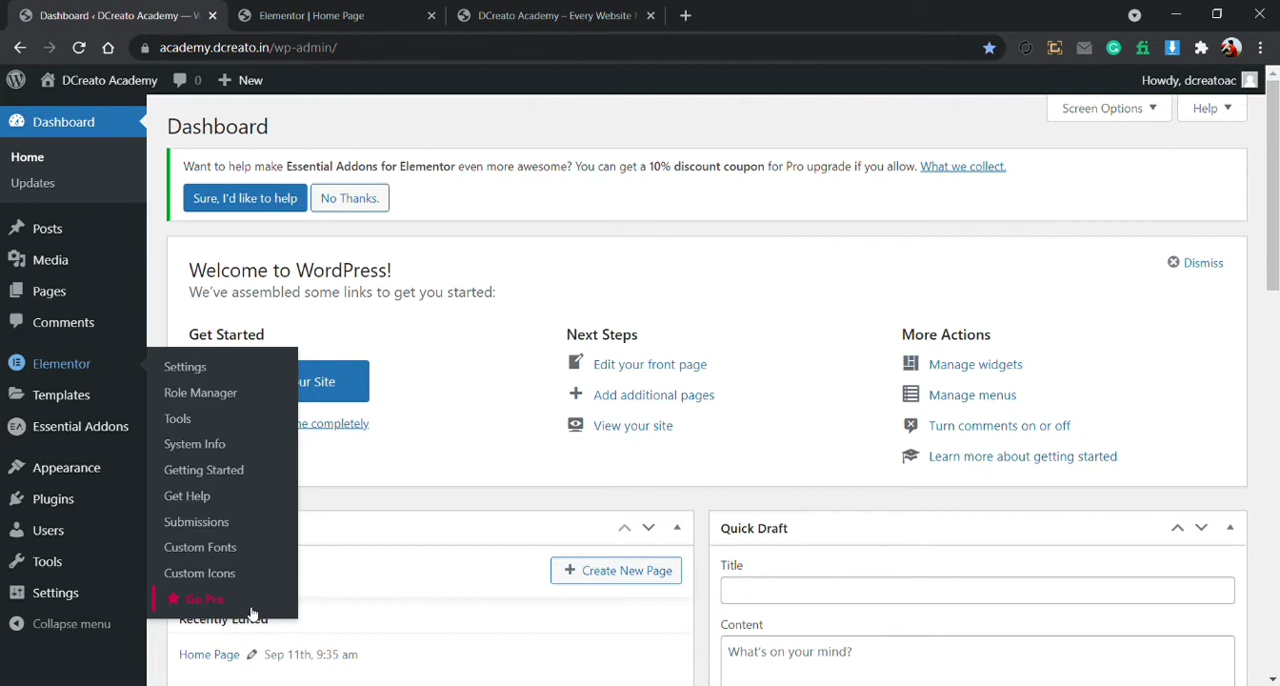 Dashboard ‹ DCreato Academy — W
Elementor | Home Page
DCreato Academy – Every Website
academy.dcreato.in/wp-admin/
DCreato Academy
0
New
Howdy, dcreatoac
Dashboard
Home
Updates
Posts
Media
Pages
Comments
Elementor
Templates
Essential Addons
Appearance
Plugins
Users
Tools
Settings
Collapse menu
Settings
Role Manager
Tools
System Info
Getting Started
Get Help
Submissions
Custom Fonts
Custom Icons
Go Pro
Dashboard
Screen Options
Help
Want to help make Essential Addons for Elementor even more awesome? You can get a 10% discount coupon for Pro upgrade if you allow. What we collect.
Sure, I'd like to help
No Thanks.
Welcome to WordPress!
We've assembled some links to get you started:
Dismiss
Get Started
ur Site
e completely
Next Steps
Edit your front page
Add additional pages
View your site
More Actions
Manage widgets
Manage menus
Turn comments on or off
Learn more about getting started
Create New Page
Recently Edited
Home Page
Sep 11th, 9:35 am
Quick Draft
Title
Content
What's on your mind?